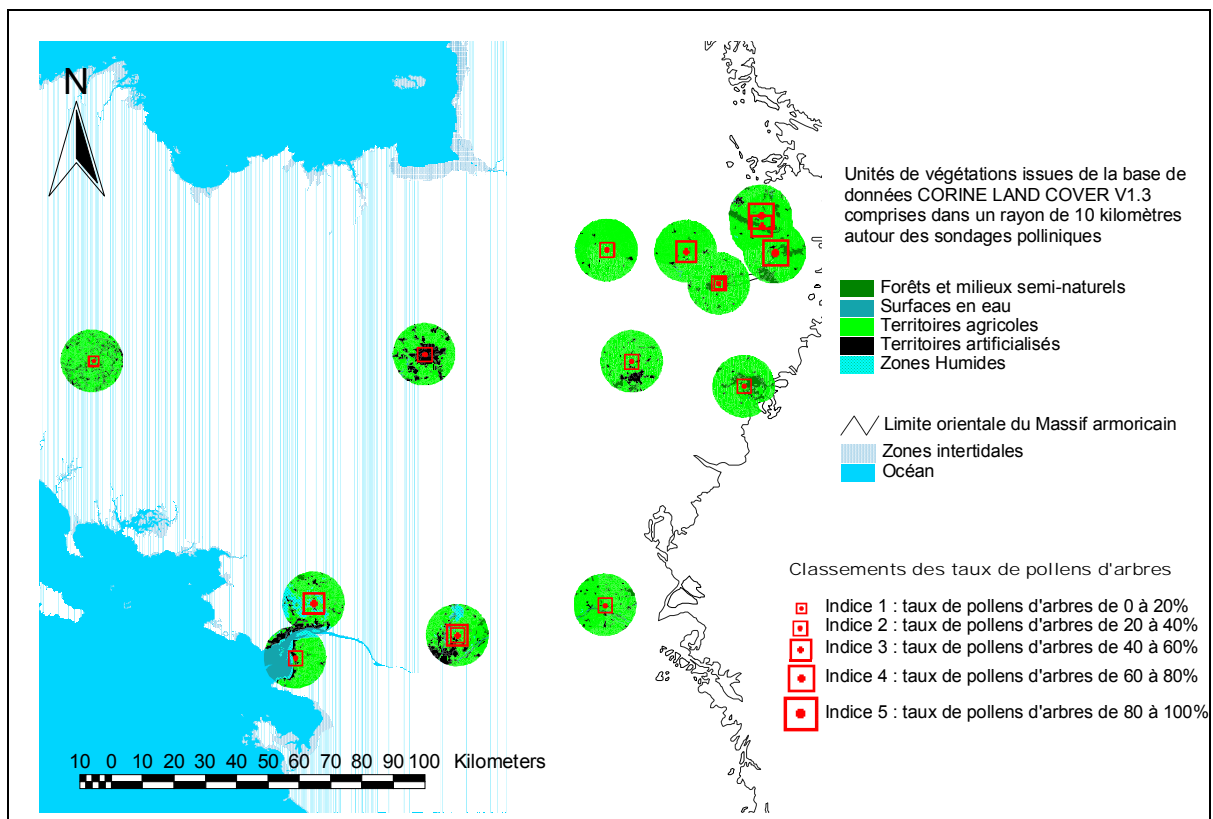 N
Unités de végétations issues de la base de
données CORINE LAND COVER V1.3
comprises dans un rayon de 10 kilomètres
autour des sondages polliniques
Forêts et milieux semi-naturels
Surfaces en eau
Territoires agricoles
Territoires artificialisés
Zones Humides
Limite orientale du Massif armoricain
Zones intertidales
Océan
Classements des taux de pollens d'arbres
Indice 1 : taux de pollens d'arbres de 0 à 20%
Indice 2 : taux de pollens d'arbres de 20 à 40%
Indice 3 : taux de pollens d'arbres de 40 à 60%
Indice 4 : taux de pollens d'arbres de 60 à 80%
Indice 5 : taux de pollens d'arbres de 80 à 100%
10 0 10 20 30 40 50 60 70 80 90 100 Kilometers